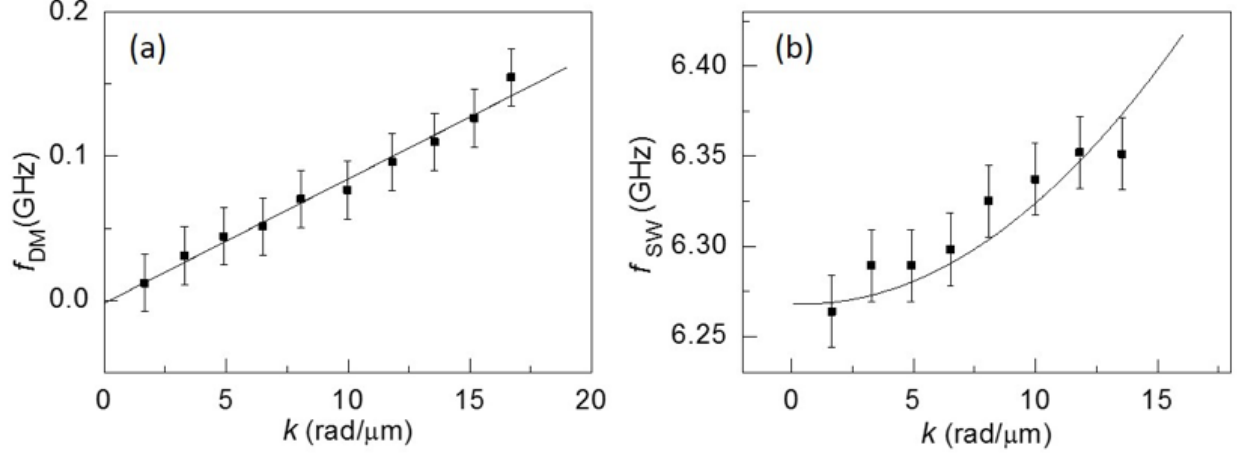 (a)
f_DM (GHz)
0.2
0.1
0.0
0 5 10 15 20
k (rad/μm)
(b)
f_SW (GHz)
6.40
6.35
6.30
6.25
0 5 10 15
k (rad/μm)